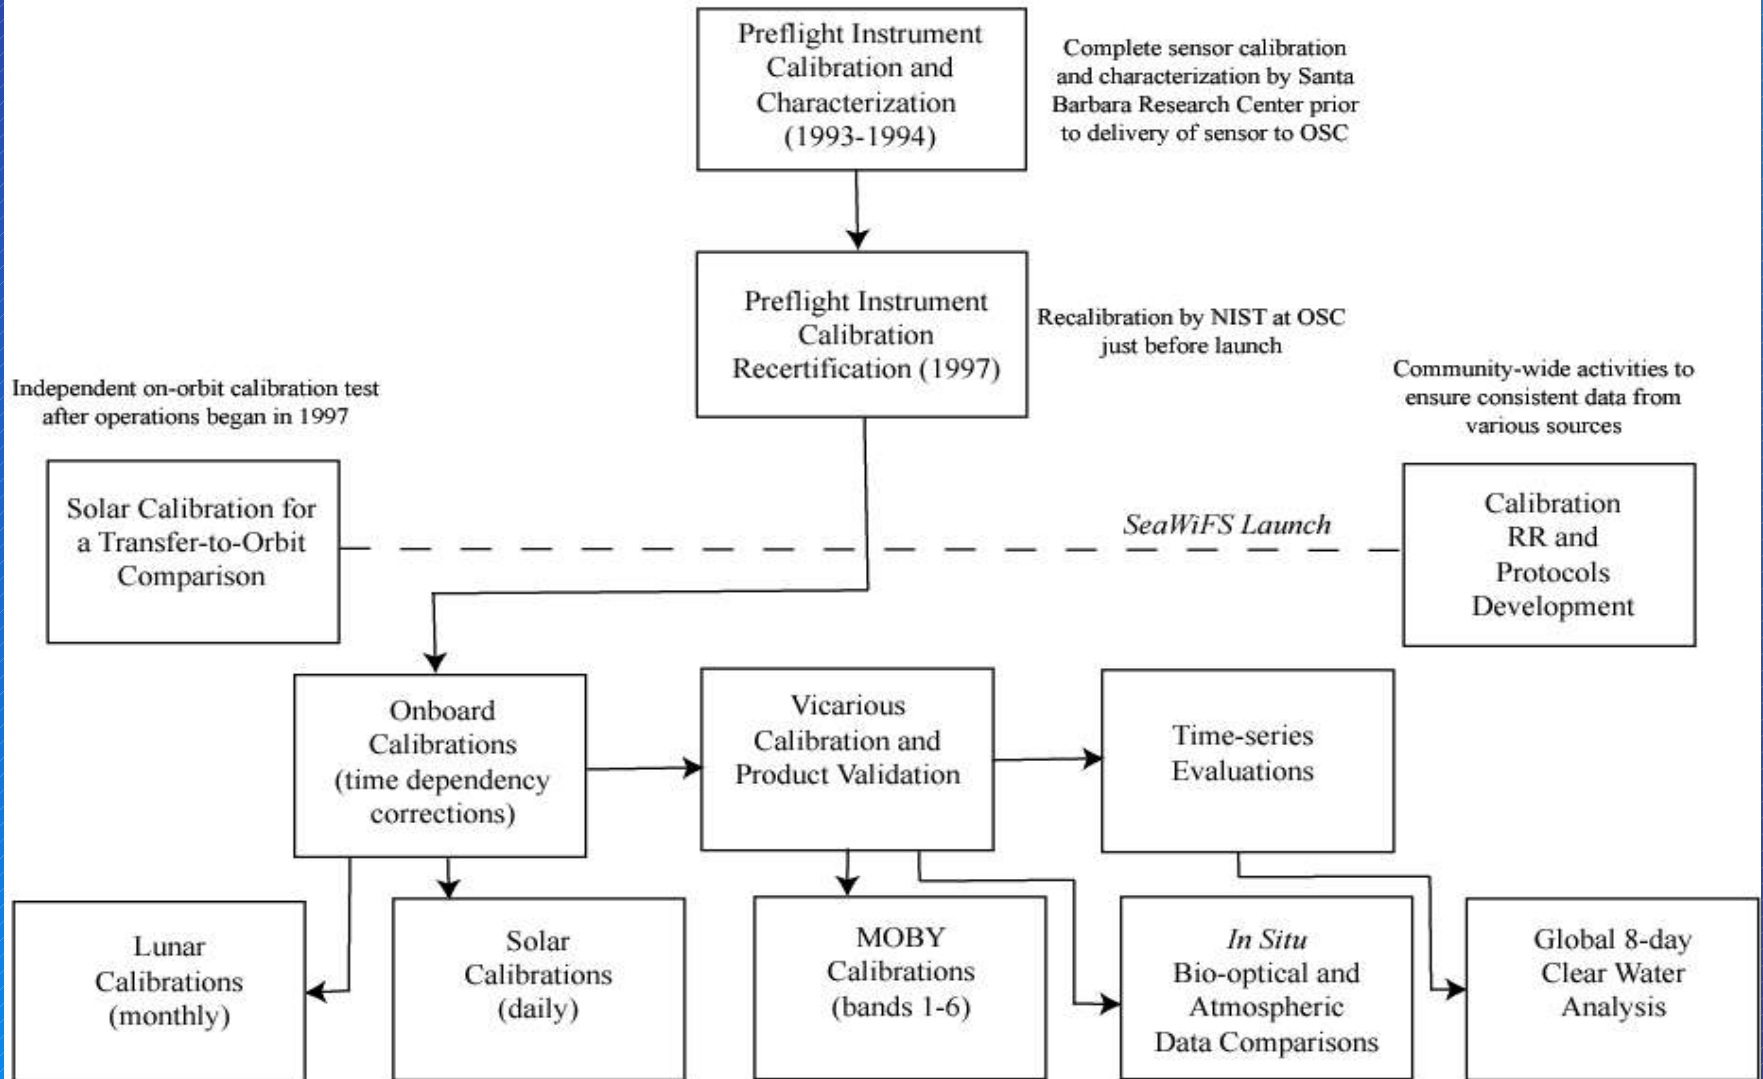 Preflight Instrument
Calibration and
Characterization
(1993-1994)
Complete sensor calibration
and characterization by Santa
Barbara Research Center prior
to delivery of sensor to OSC
Preflight Instrument
Calibration
Recertification (1997)
Recalibration by NIST at OSC
just before launch
Independent on-orbit calibration test
after operations began in 1997
Community-wide activities to
ensure consistent data from
various sources
Solar Calibration for
a Transfer-to-Orbit
Comparison
SeaWiFS Launch
Calibration
RR and
Protocols
Development
Onboard
Calibrations
(time dependency
corrections)
Vicarious
Calibration and
Product Validation
Time-series
Evaluations
Lunar
Calibrations
(monthly)
Solar
Calibrations
(daily)
MOBY
Calibrations
(bands 1-6)
In Situ
Bio-optical and
Atmospheric
Data Comparisons
Global 8-day
Clear Water
Analysis